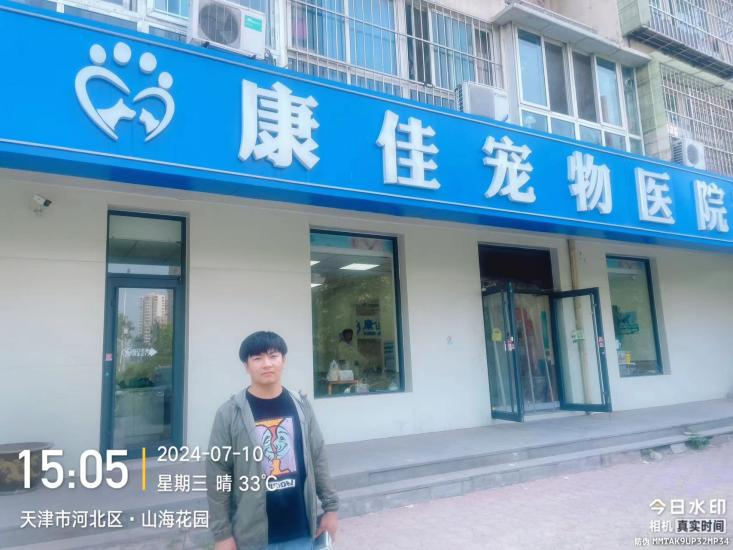 康佳宠物医院
康
15:05
2024-07-10
星期三 晴 33℃
天津市河北区·山海花园
今日水印
相机 真实时间
防伪 MMTAK9UP32MP34